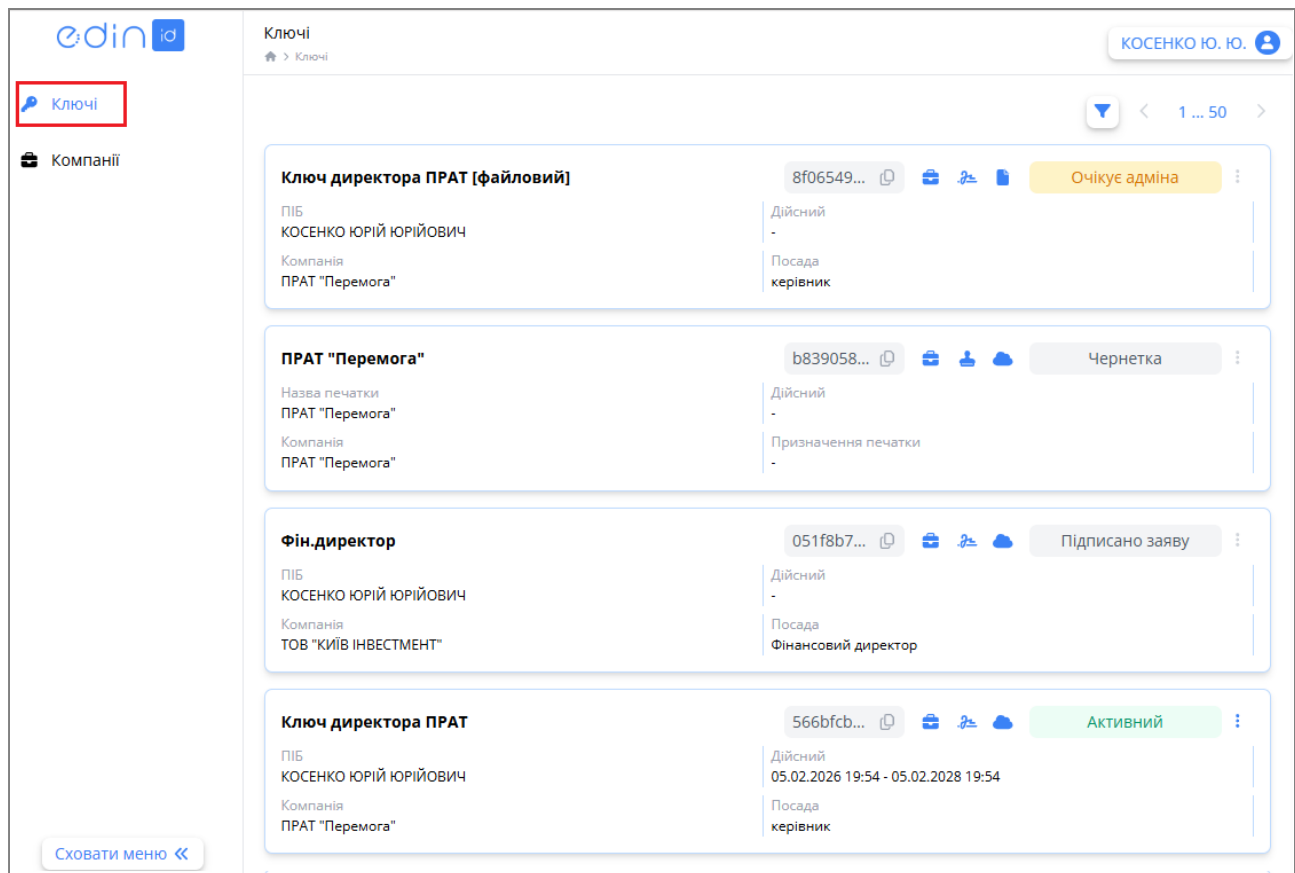 edin id
Ключі
Ключі
КОСЕНКО Ю. Ю.
Ключі
Компанії
1 ... 50
Ключ директора ПРАТ [файловий]
8f06549...
Очікує адміна
ПІБ
Дійсний
КОСЕНКО ЮРІЙ ЮРІЙОВИЧ
-
Компанія
Посада
ПРАТ "Перемога"
керівник
ПРАТ "Перемога"
b839058...
Чернетка
Назва печатки
Дійсний
ПРАТ "Перемога"
-
Компанія
Призначення печатки
ПРАТ "Перемога"
-
Фін.директор
051f8b7...
Підписано заяву
ПІБ
Дійсний
КОСЕНКО ЮРІЙ ЮРІЙОВИЧ
-
Компанія
Посада
ТОВ "КИЇВ ІНВЕСТМЕНТ"
Фінансовий директор
Ключ директора ПРАТ
566bfcb...
Активний
ПІБ
Дійсний
КОСЕНКО ЮРІЙ ЮРІЙОВИЧ
05.02.2026 19:54 - 05.02.2028 19:54
Компанія
Посада
ПРАТ "Перемога"
керівник
Сховати меню